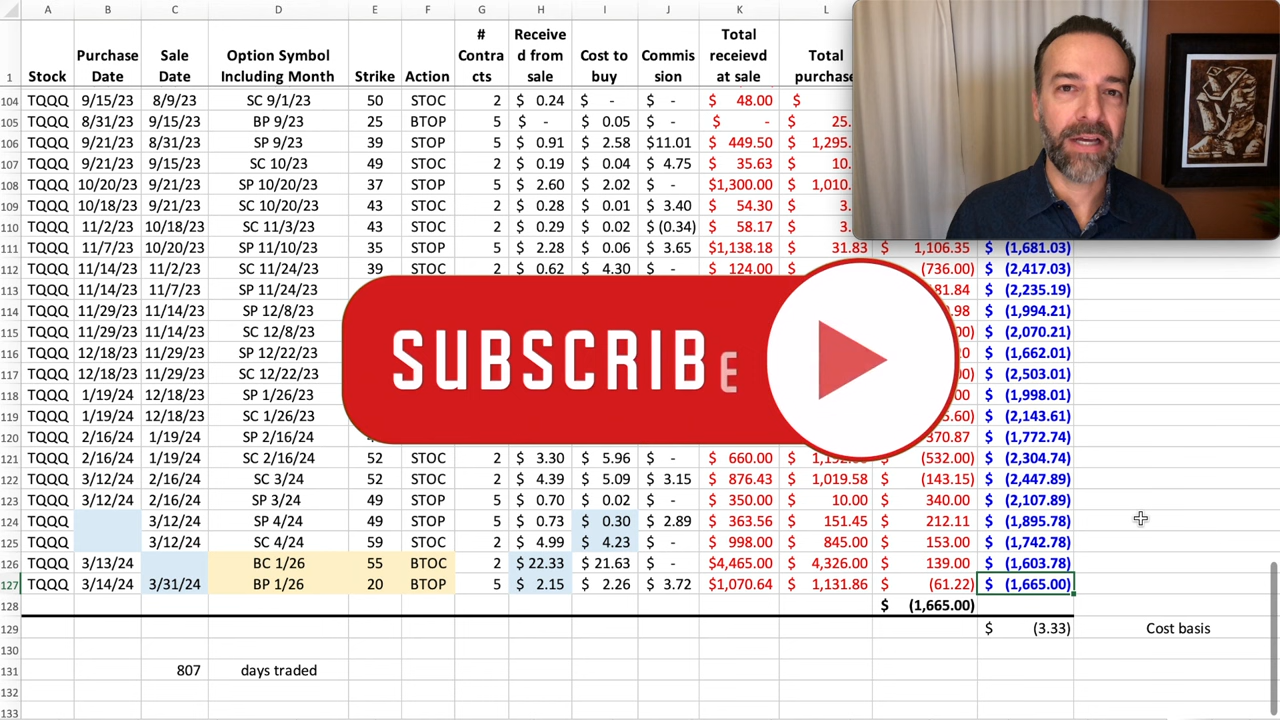 A B C D E F G H I J K L
1 Stock Purchase Date Sale Date Option Symbol Including Month Strike Action # Contra cts Receive d from sale Cost to buy Commis sion Total receievd at sale Total purchase
104 TQQQ 9/15/23 8/9/23 SC 9/1/23 50 STOC 2 $ 0.24 $ - $ - $ 48.00 $
105 TQQQ 8/31/23 9/15/23 BP 9/23 25 BTOP 5 $ - $ 0.05 $ - $ - $ 25.
106 TQQQ 9/21/23 8/31/23 SP 9/23 39 STOP 5 $ 0.91 $ 2.58 $11.01 $ 449.50 $ 1,295.
107 TQQQ 9/21/23 9/15/23 SC 10/23 49 STOC 2 $ 0.19 $ 0.04 $ 4.75 $ 35.63 $ 10.
108 TQQQ 10/20/23 9/21/23 SP 10/20/23 37 STOP 5 $ 2.60 $ 2.02 $ - $1,300.00 $ 1,010.
109 TQQQ 10/18/23 9/21/23 SC 10/20/23 43 STOC 2 $ 0.28 $ 0.01 $ 3.40 $ 54.30 $ 3.
110 TQQQ 11/2/23 10/18/23 SC 11/3/23 43 STOC 2 $ 0.29 $ 0.02 $ (0.34) $ 58.17 $ 3.
111 TQQQ 11/7/23 10/20/23 SP 11/10/23 35 STOP 5 $ 2.28 $ 0.06 $ 3.65 $1,138.18 $ 31.83 $ 1,106.35 $ (1,681.03)
112 TQQQ 11/14/23 11/2/23 SC 11/24/23 39 STOC 2 $ 0.62 $ 4.30 $ - $ 124.00 $ (736.00) $ (2,417.03)
113 TQQQ 11/14/23 11/7/23 SP 11/24/23 81.84 $ (2,235.19)
114 TQQQ 11/29/23 11/14/23 SP 12/8/23 .98 $ (1,994.21)
115 TQQQ 11/29/23 11/14/23 SC 12/8/23 00) $ (2,070.21)
116 TQQQ 12/18/23 11/29/23 SP 12/22/23 20 $ (1,662.01)
117 TQQQ 12/18/23 11/29/23 SC 12/22/23 00) $ (2,503.01)
118 TQQQ 1/19/24 12/18/23 SP 1/26/23 .00 $ (1,998.01)
119 TQQQ 1/19/24 12/18/23 SC 1/26/23 5.60) $ (2,143.61)
120 TQQQ 2/16/24 1/19/24 SP 2/16/24 STOP 370.87 $ (1,772.74)
121 TQQQ 2/16/24 1/19/24 SC 2/16/24 52 STOC 2 $ 3.30 $ 5.96 $ - $ 660.00 $ $ (532.00) $ (2,304.74)
122 TQQQ 3/12/24 2/16/24 SC 3/24 52 STOC 2 $ 4.39 $ 5.09 $ 3.15 $ 876.43 $ 1,019.58 $ (143.15) $ (2,447.89)
123 TQQQ 3/12/24 2/16/24 SP 3/24 49 STOP 5 $ 0.70 $ 0.02 $ - $ 350.00 $ 10.00 $ 340.00 $ (2,107.89)
124 TQQQ 3/12/24 SP 4/24 49 STOP 5 $ 0.73 $ 0.30 $ 2.89 $ 363.56 $ 151.45 $ 212.11 $ (1,895.78)
125 TQQQ 3/12/24 SC 4/24 59 STOC 2 $ 4.99 $ 4.23 $ - $ 998.00 $ 845.00 $ 153.00 $ (1,742.78)
126 TQQQ 3/13/24 BC 1/26 55 BTOC 2 $ 22.33 $ 21.63 $ - $4,465.00 $ 4,326.00 $ 139.00 $ (1,603.78)
127 TQQQ 3/14/24 3/31/24 BP 1/26 20 BTOP 5 $ 2.15 $ 2.26 $ 3.72 $1,070.64 $ 1,131.86 $ (61.22) $ (1,665.00)
128 $ (1,665.00)
129 $ (3.33) Cost basis
130
131 807 days traded
132
133
SUBSCRIBE